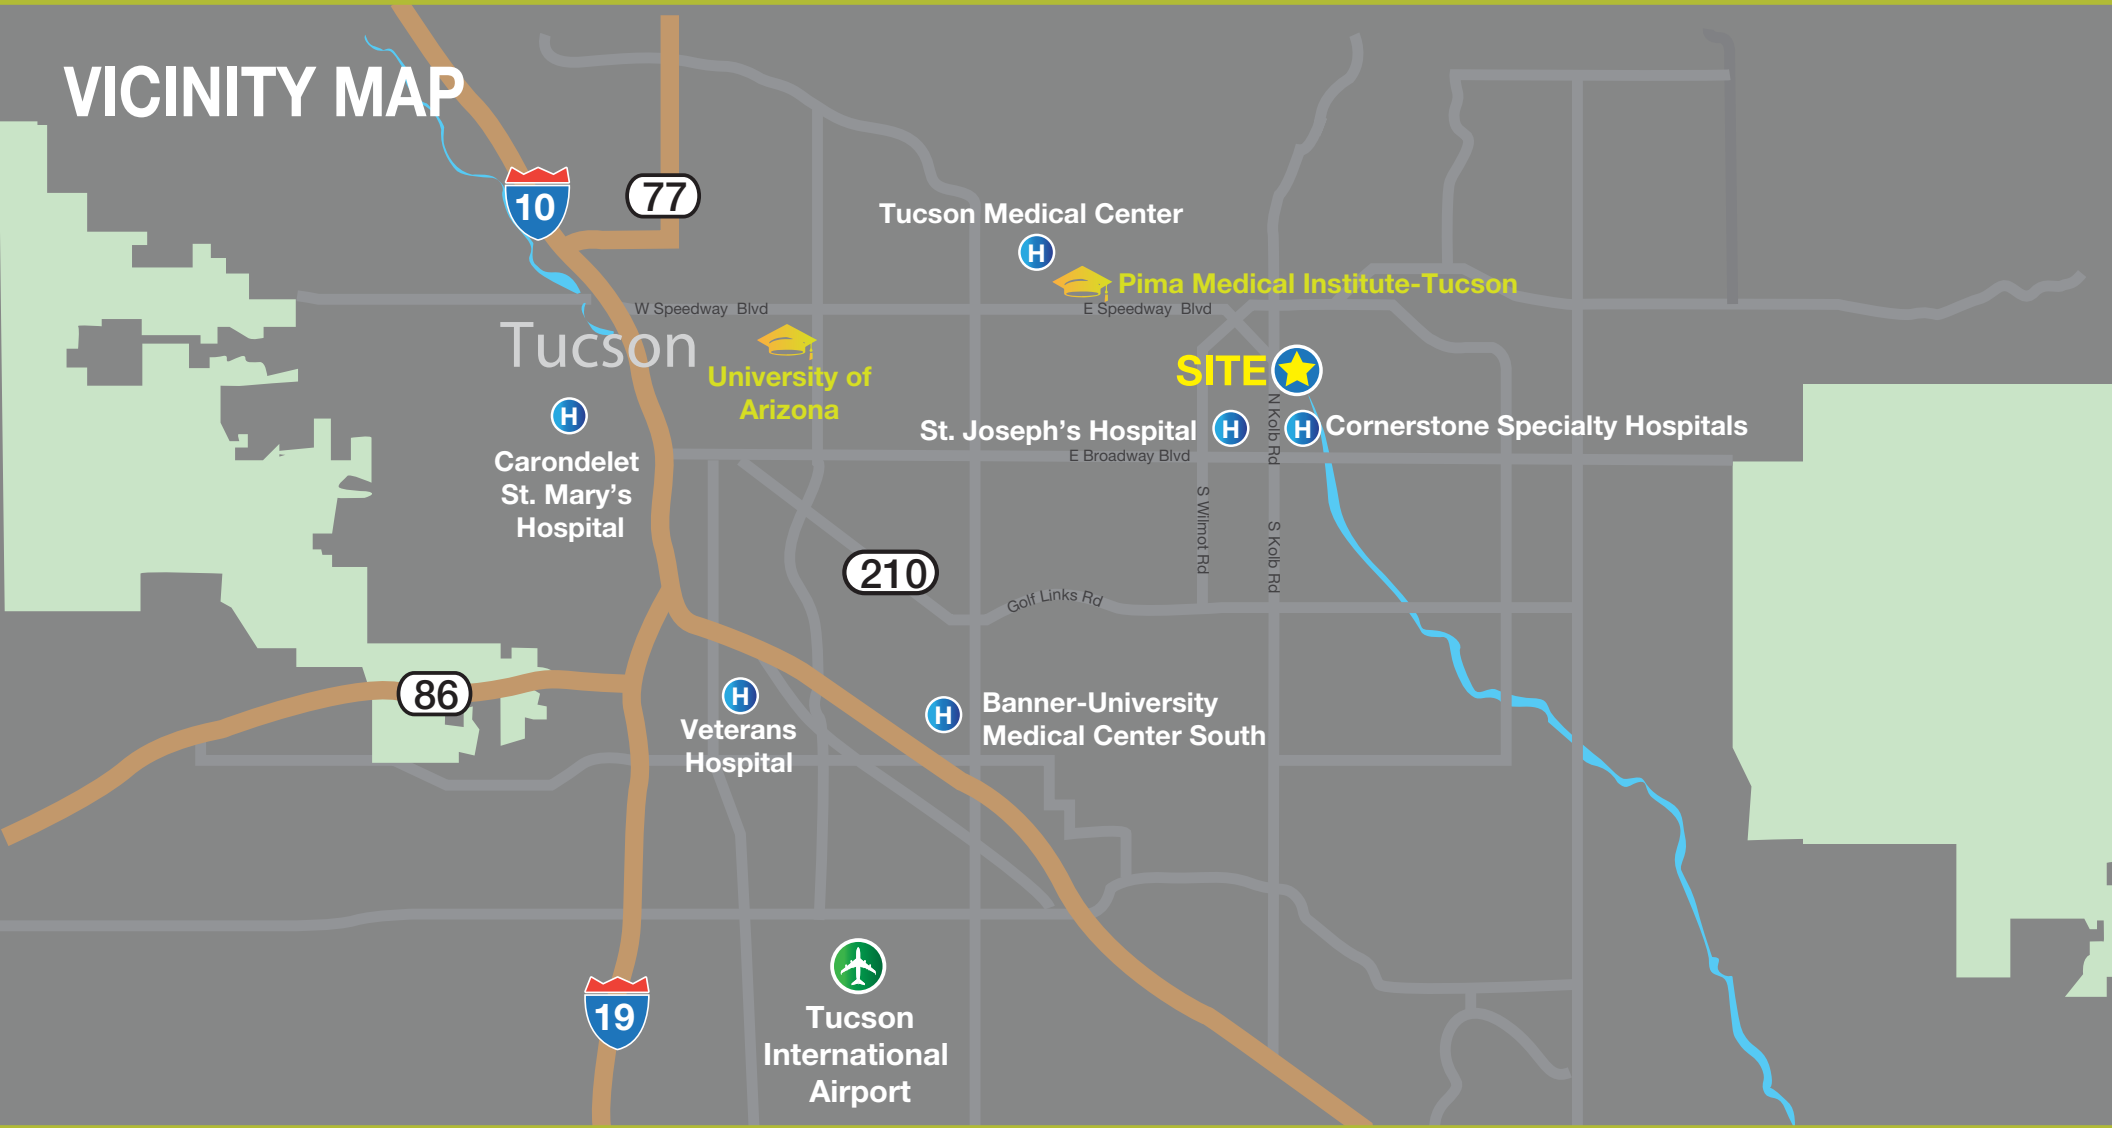 VICINITY MAP
10
77
Tucson Medical Center
H
Pima Medical Institute-Tucson
W Speedway Blvd
E Speedway Blvd
Tucson
University of
Arizona
SITE
H
Carondelet
St. Mary's
Hospital
St. Joseph's Hospital
H
H
Cornerstone Specialty Hospitals
N Kolb Rd
E Broadway Blvd
S Wilmot Rd
S Kolb Rd
210
Golf Links Rd
86
H
Veterans
Hospital
H
Banner-University
Medical Center South
19
Tucson
International
Airport